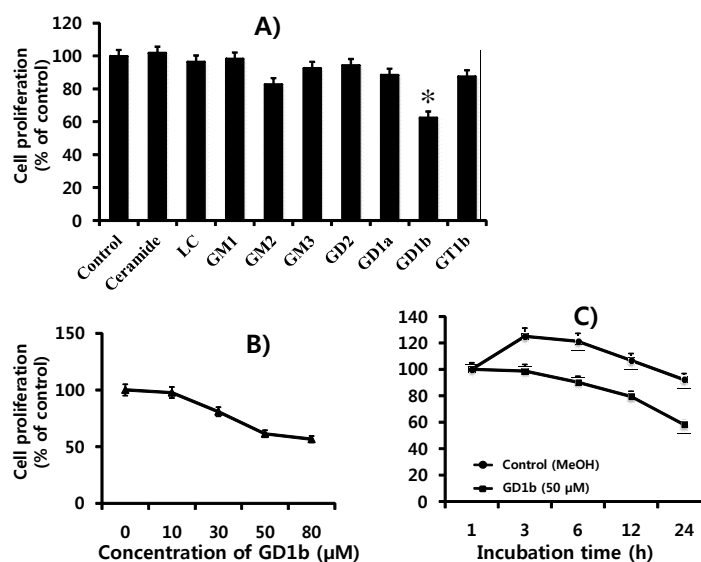 A)
Cell proliferation
(% of control)
120
100
80
60
40
20
0
*
Control
Ceramide
LC
GM1
GM2
GM3
GD2
GD1a
GD1b
GT1b
B)
Cell proliferation
(% of control)
150
100
50
0
0 10 30 50 80
Concentration of GD1b (μM)
C)
140
120
100
80
60
40
20
0
Control (MeOH)
GD1b (50 μM)
1 3 6 12 24
Incubation time (h)